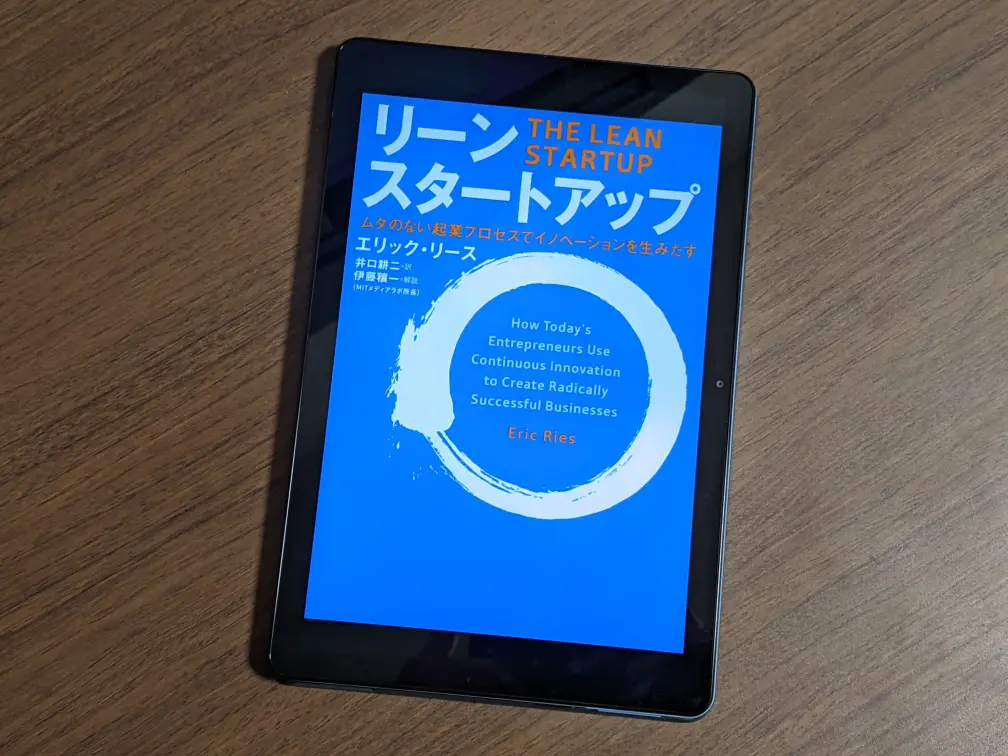 リーン
THE LEAN
STARTUP
スタートアップ
ムダのない起業プロセスでイノベーションを生みだす
エリック・リース
井口耕二・訳
伊藤穰一・解説
(MITメディアラボ所長)
How Today's
Entrepreneurs Use
Continuous Innovation
to Create Radically
Successful Businesses
Eric Ries